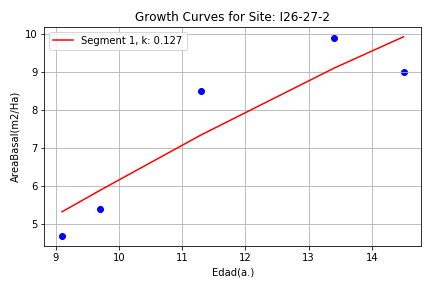 Growth Curves for Site: I26-27-2
Segment 1, k: 0.127
AreaBasal(m2/Ha)
10
9
8
7
6
5
9 10 11 12 13 14
Edad(a.)